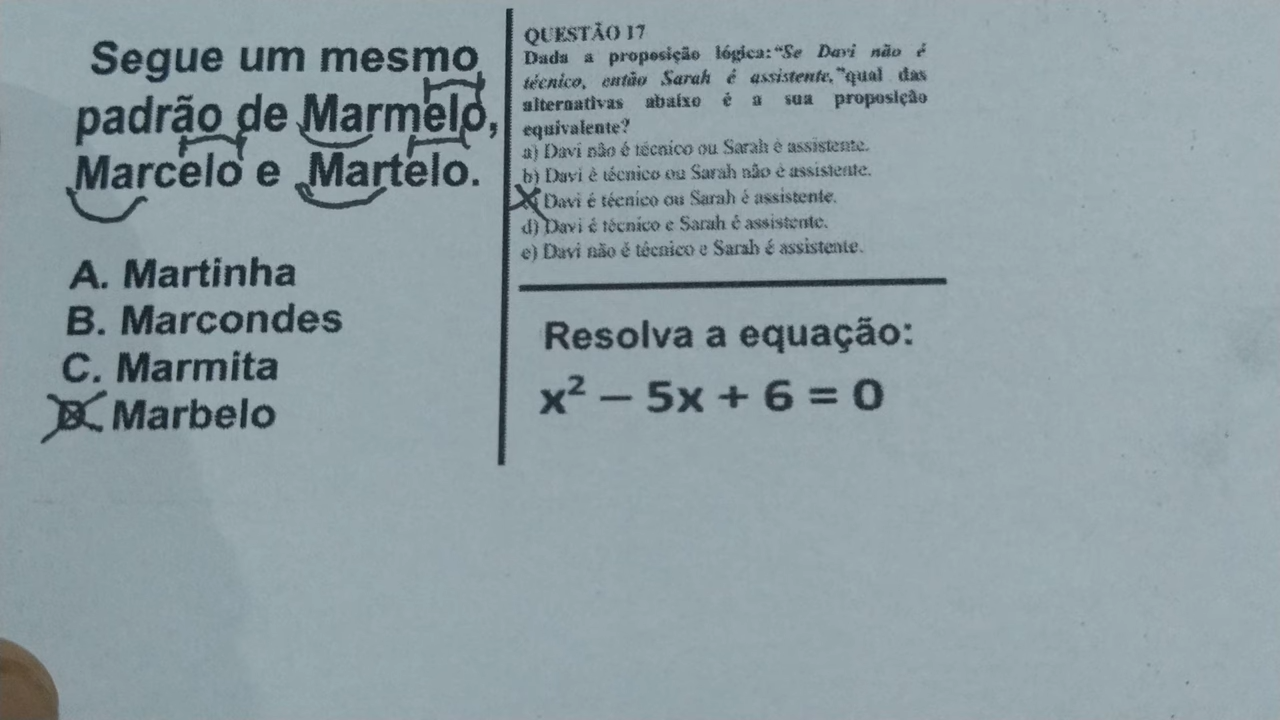 Segue um mesmo
padrão de Marmelo,
Marcelo e Martelo.
A. Martinha
B. Marcondes
C. Marmita
D. Marbelo
QUESTÃO 17
Dada a proposição lógica: “Se Davi não é
técnico, então Sarah é assistente,” qual das
alternativas abaixo é a sua proposição
equivalente?
a) Davi não é técnico ou Sarah é assistente.
b) Davi é técnico ou Sarah não é assistente.
c) Davi é técnico ou Sarah é assistente.
d) Davi é técnico e Sarah é assistente.
e) Davi não é técnico e Sarah é assistente.
Resolva a equação:
x² – 5x + 6 = 0